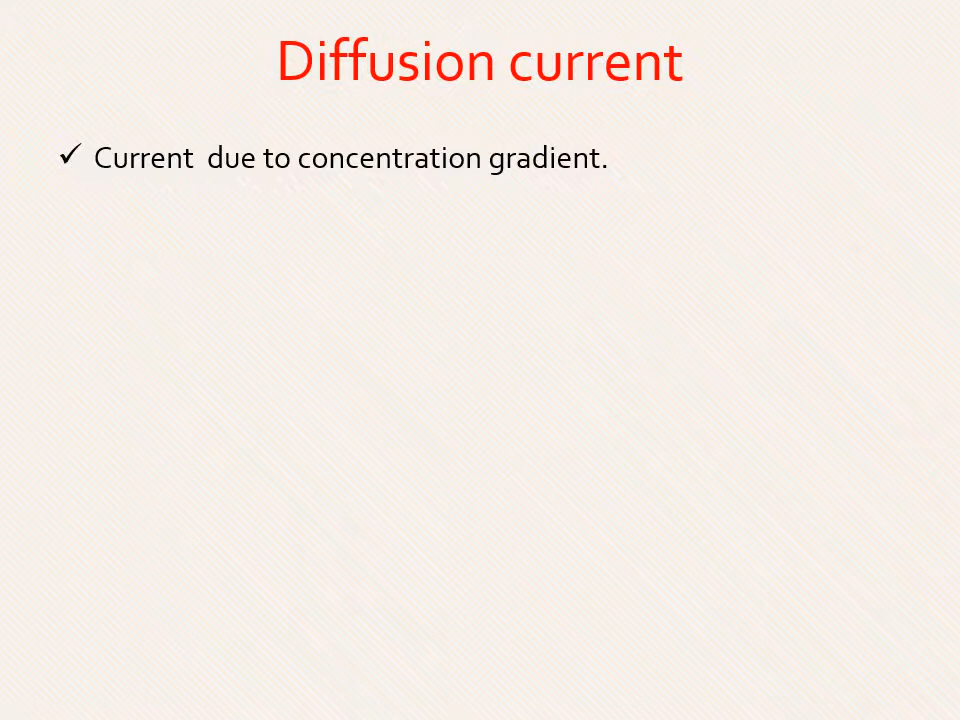 Diffusion current
✓ Current  due to concentration gradient.